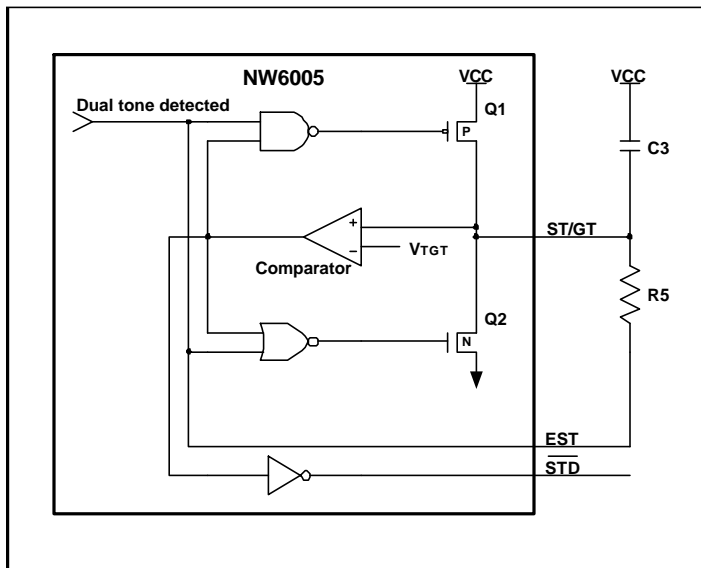 NW6005
VCC
VCC
Dual tone detected
Q1
P
C3
+
ST/GT
−
VTGT
Comparator
R5
Q2
N
EST
STD